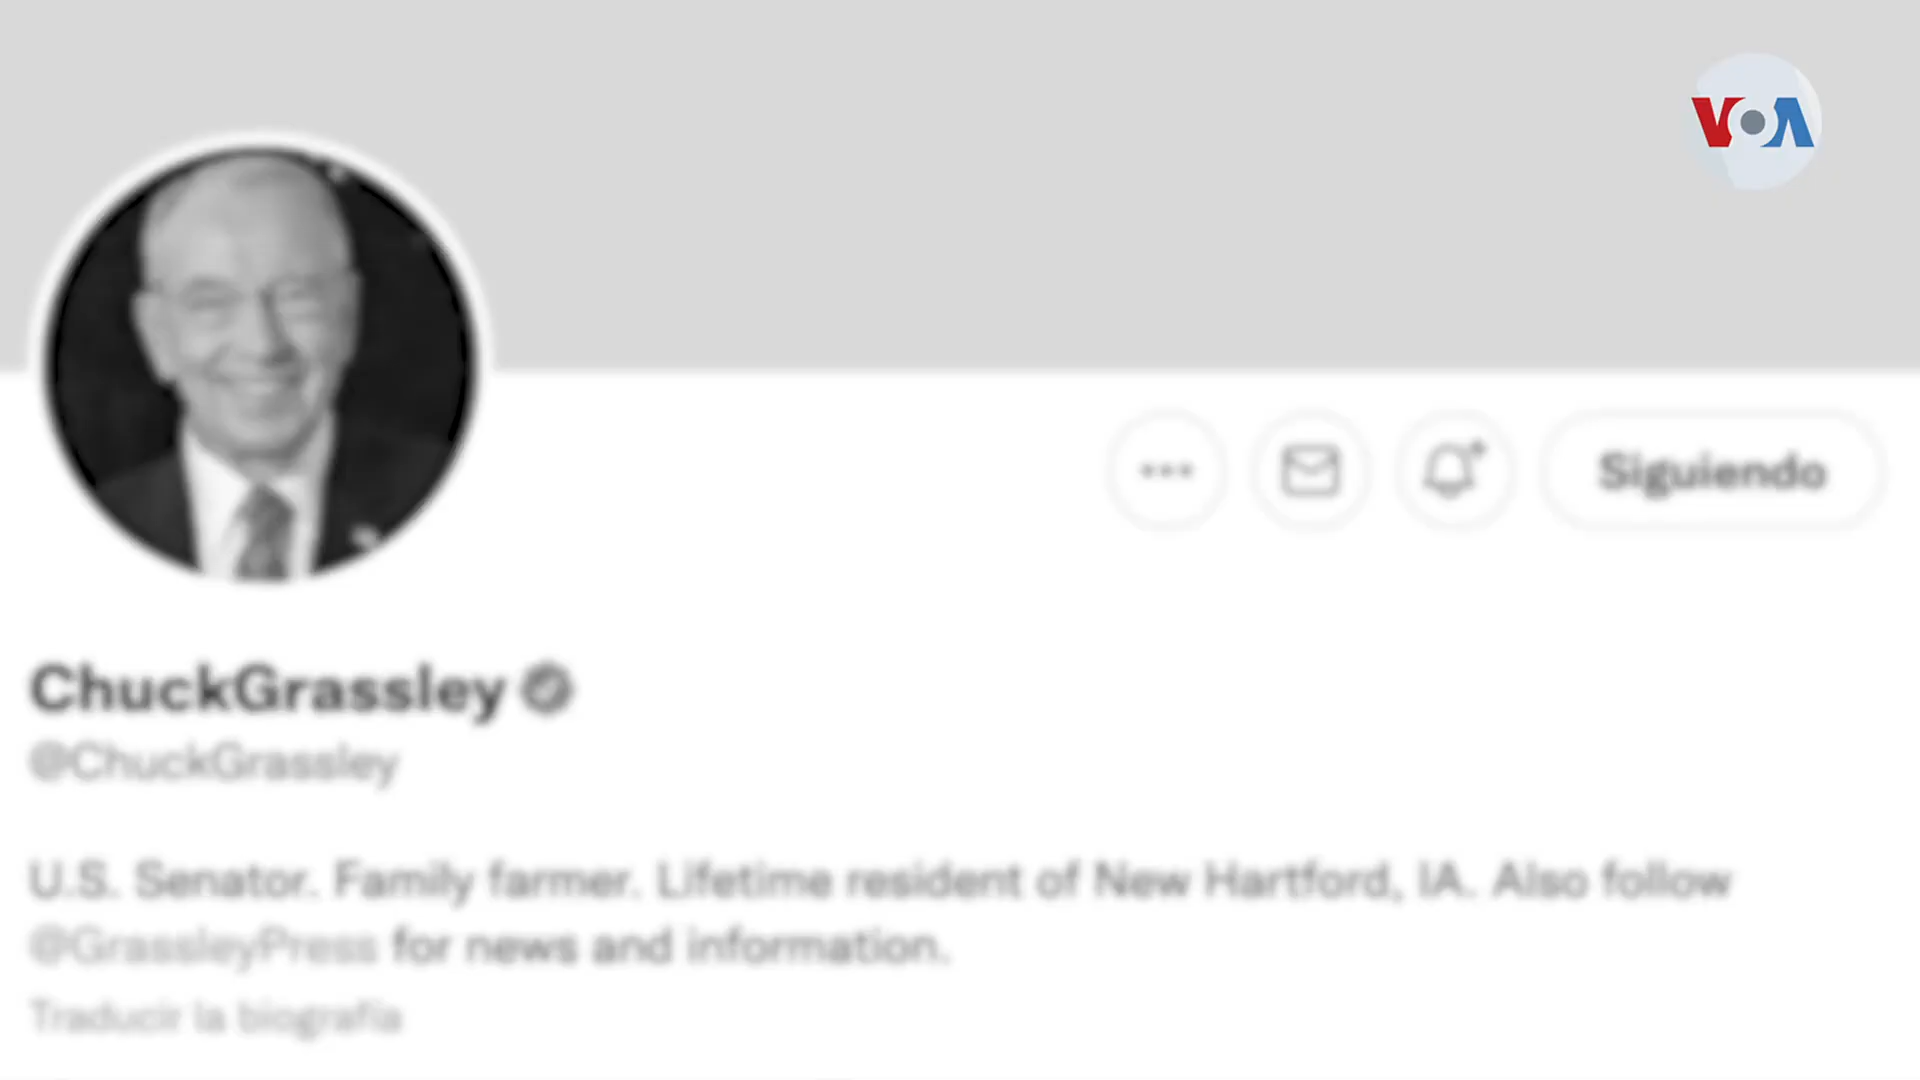 VOA
Siguiendo
ChuckGrassley
@ChuckGrassley
U.S. Senator. Family farmer. Lifetime resident of New Hartford, IA. Also follow
@GrassleyPress for news and information.
Traducir la biografía